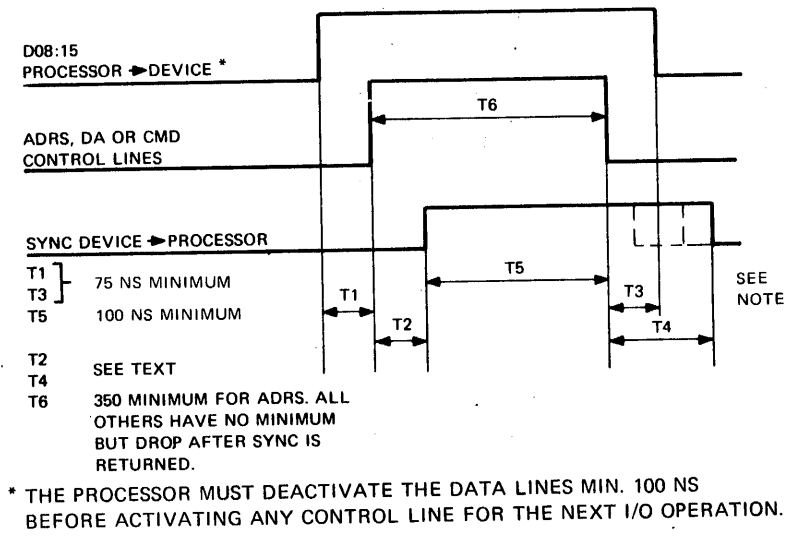 D08:15
PROCESSOR ➔ DEVICE *
T6
ADRS, DA OR CMD
CONTROL LINES
SYNC DEVICE ➔ PROCESSOR
T1
T3
75 NS MINIMUM
T5 100 NS MINIMUM
T1
T2
T5
T3
T4
SEE
NOTE
T2
T4
SEE TEXT
T6 350 MINIMUM FOR ADRS. ALL
OTHERS HAVE NO MINIMUM
BUT DROP AFTER SYNC IS
RETURNED.
* THE PROCESSOR MUST DEACTIVATE THE DATA LINES MIN. 100 NS
BEFORE ACTIVATING ANY CONTROL LINE FOR THE NEXT I/O OPERATION.